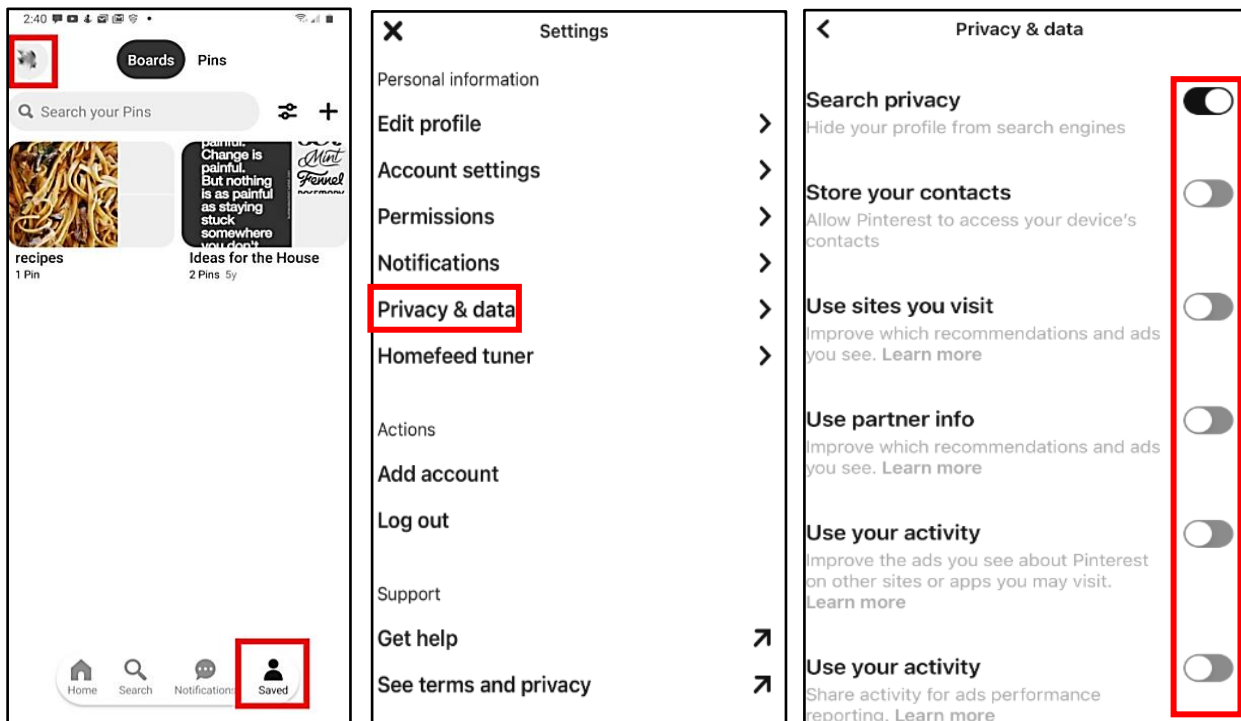 2:40
Boards Pins
Search your Pins
painful.
Change is
painful.
But nothing
is as painful
as staying
stuck
somewhere
you don't
Mint
Fennel
ROSEMARY
recipes
1 Pin
Ideas for the House
2 Pins 5y
Home Search Notifications Saved
Settings
Personal information
Edit profile
Account settings
Permissions
Notifications
Privacy & data
Homefeed tuner
Actions
Add account
Log out
Support
Get help
See terms and privacy
Privacy & data
Search privacy
Hide your profile from search engines
Store your contacts
Allow Pinterest to access your device's
contacts
Use sites you visit
Improve which recommendations and ads
you see. Learn more
Use partner info
Improve which recommendations and ads
you see. Learn more
Use your activity
Improve the ads you see about Pinterest
on other sites or apps you may visit.
Learn more
Use your activity
Share activity for ads performance
reporting. Learn more